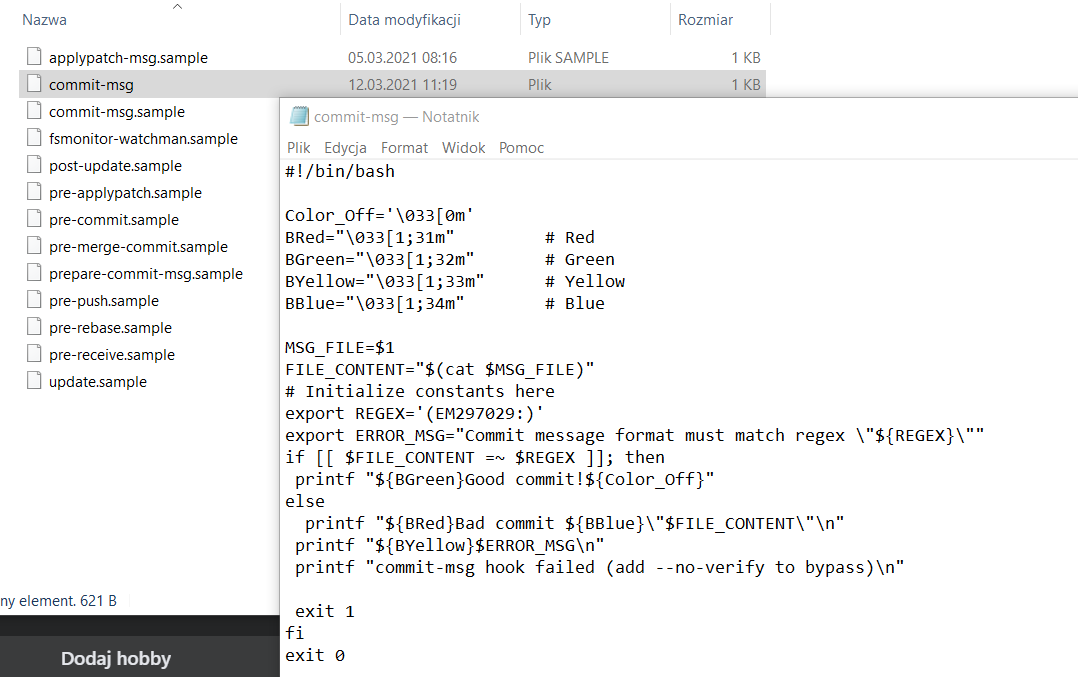 Nazwa Data modyfikacji Typ Rozmiar
applypatch-msg.sample 05.03.2021 08:16 Plik SAMPLE 1 KB
commit-msg 12.03.2021 11:19 Plik 1 KB
commit-msg.sample
fsmonitor-watchman.sample
post-update.sample
pre-applypatch.sample
pre-commit.sample
pre-merge-commit.sample
prepare-commit-msg.sample
pre-push.sample
pre-rebase.sample
pre-receive.sample
update.sample
ny element. 621 B
Dodaj hobby
commit-msg — Notatnik
Plik Edycja Format Widok Pomoc
#!/bin/bash
Color_Off='\033[0m'
BRed="\033[1;31m" # Red
BGreen="\033[1;32m" # Green
BYellow="\033[1;33m" # Yellow
BBlue="\033[1;34m" # Blue
MSG_FILE=$1
FILE_CONTENT="$(cat $MSG_FILE)"
# Initialize constants here
export REGEX='(EM297029:)'
export ERROR_MSG="Commit message format must match regex \"${REGEX}\""
if [[ $FILE_CONTENT =~ $REGEX ]]; then
 printf "${BGreen}Good commit!${Color_Off}"
else
  printf "${BRed}Bad commit ${BBlue}\"$FILE_CONTENT\"\n"
 printf "${BYellow}$ERROR_MSG\n"
 printf "commit-msg hook failed (add --no-verify to bypass)\n"
 exit 1
fi
exit 0